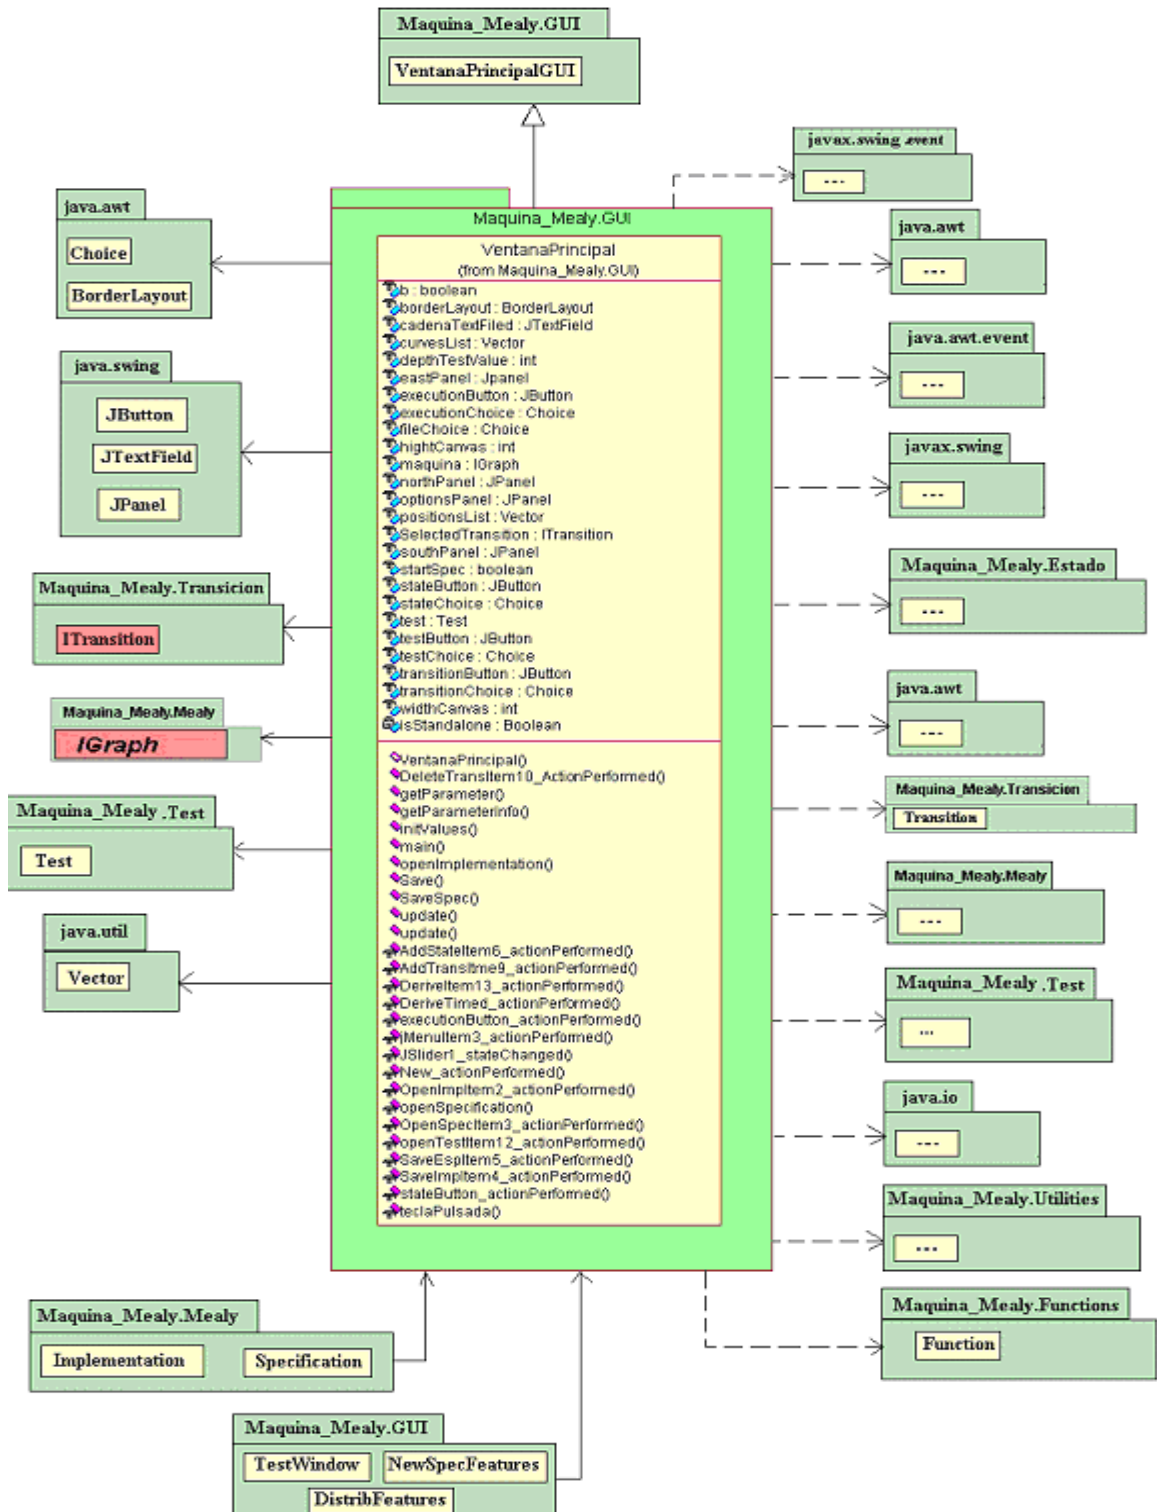 Maquina_Mealy.GUI
VentanaPrincipalGUI
javax.swing.event
---
java.awt
Choice
BorderLayout
java.swing
JButton
JTextField
JPanel
Maquina_Mealy.Transicion
ITransition
Maquina_Mealy.Mealy
IGraph
Maquina_Mealy .Test
Test
java.util
Vector
Maquina_Mealy.GUI
VentanaPrincipal
(from Maquina_Mealy.GUI)
b : boolean
borderLayout : BorderLayout
cadenaTextFiled : JTextField
curvesList : Vector
depthTestValue : int
eastPanel : Jpanel
executionButton : JButton
executionChoice : Choice
fileChoice : Choice
hightCanvas : int
maquina : IGraph
northPanel : JPanel
optionsPanel : JPanel
positionsList : Vector
SelectedTransition : ITransition
southPanel : JPanel
startSpec : boolean
stateButton : JButton
stateChoice : Choice
test : Test
testButton : JButton
testChoice : Choice
transitionButton : JButton
transitionChoice : Choice
widthCanvas : int
isStandalone : Boolean
VentanaPrincipal()
DeleteTransItem10_ActionPerformed()
getParameter()
getParameterInfo()
initValues()
main()
openImplementation()
Save()
SaveSpec()
update()
update()
AddStateItem6_actionPerformed()
AddTransItme9_actionPerformed()
DeriveItem13_actionPerformed()
DeriveTimed_actionPerformed()
executionButton_actionPerformed()
jMenuItem3_actionPerformed()
JSlider1_stateChanged()
New_actionPerformed()
OpenImpItem2_actionPerformed()
openSpecification()
OpenSpecItem3_actionPerformed()
openTestItem12_actionPerformed()
SaveEspItem5_actionPerformed()
SaveImpItem4_actionPerformed()
stateButton_actionPerformed()
teclaPulsada()
java.awt
---
java.awt.event
---
javax.swing
---
Maquina_Mealy.Estado
---
java.awt
---
Maquina_Mealy.Transicion
Transition
Maquina_Mealy.Mealy
---
Maquina_Mealy .Test
...
java.io
---
Maquina_Mealy.Utilities
---
Maquina_Mealy.Functions
Function
Maquina_Mealy.Mealy
Implementation
Specification
Maquina_Mealy.GUI
TestWindow
NewSpecFeatures
DistribFeatures